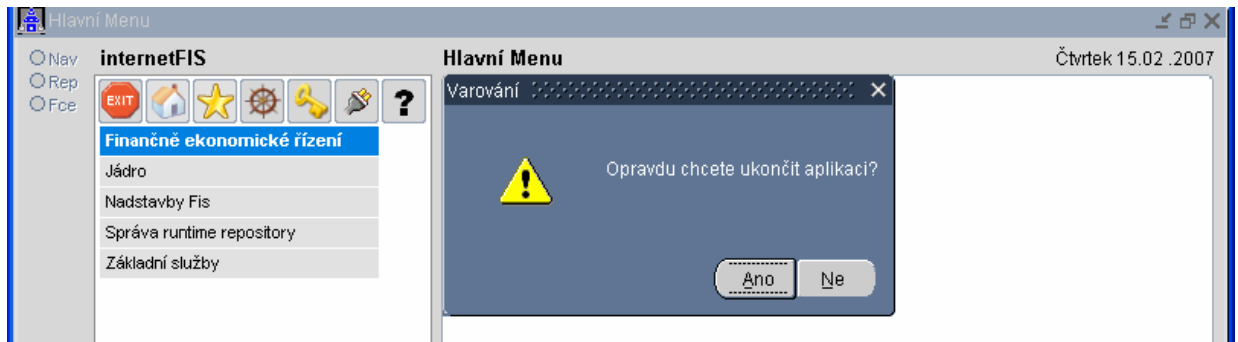 Hlavní Menu
Nav
Rep
Fce
internetFIS
EXIT
?
Finančně ekonomické řízení
Jádro
Nadstavby Fis
Správa runtime repository
Základní služby
Hlavní Menu
Čtvrtek 15.02 .2007
Varování
Opravdu chcete ukončit aplikaci?
Ano
Ne